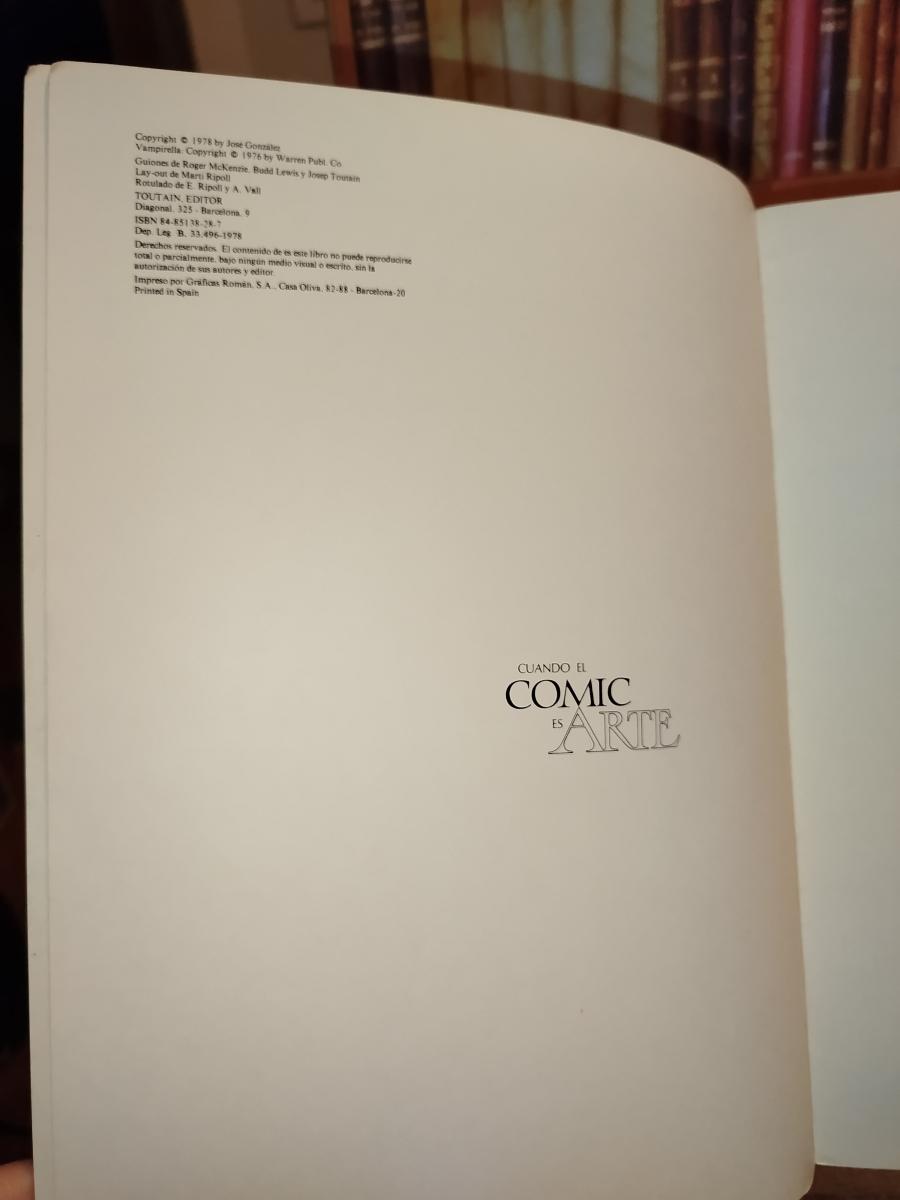 Copyright © 1978 by José González
Vampirella: Copyright © 1976 by Warren Publ. Co
Guiones de Roger McKenzie, Budd Lewis y Josep Toutain
Lay-out de Martí Ripoll
Rotulado de E. Ripoll y A. Vall
TOUTAIN, EDITOR
Diagonal, 325 - Barcelona, 9
ISBN 84-85138-28-7
Dep. Leg. B. 33.496-1978
Derechos reservados. El contenido de es este libro no puede reproducirse
total o parcialmente, bajo ningún medio visual o escrito, sin la
autorización de sus autores y editor.
Impreso por Gráficas Román, S.A., Casa Oliva, 82-88 - Barcelona-20
Printed in Spain
CUANDO EL
COMIC
ES ARTE